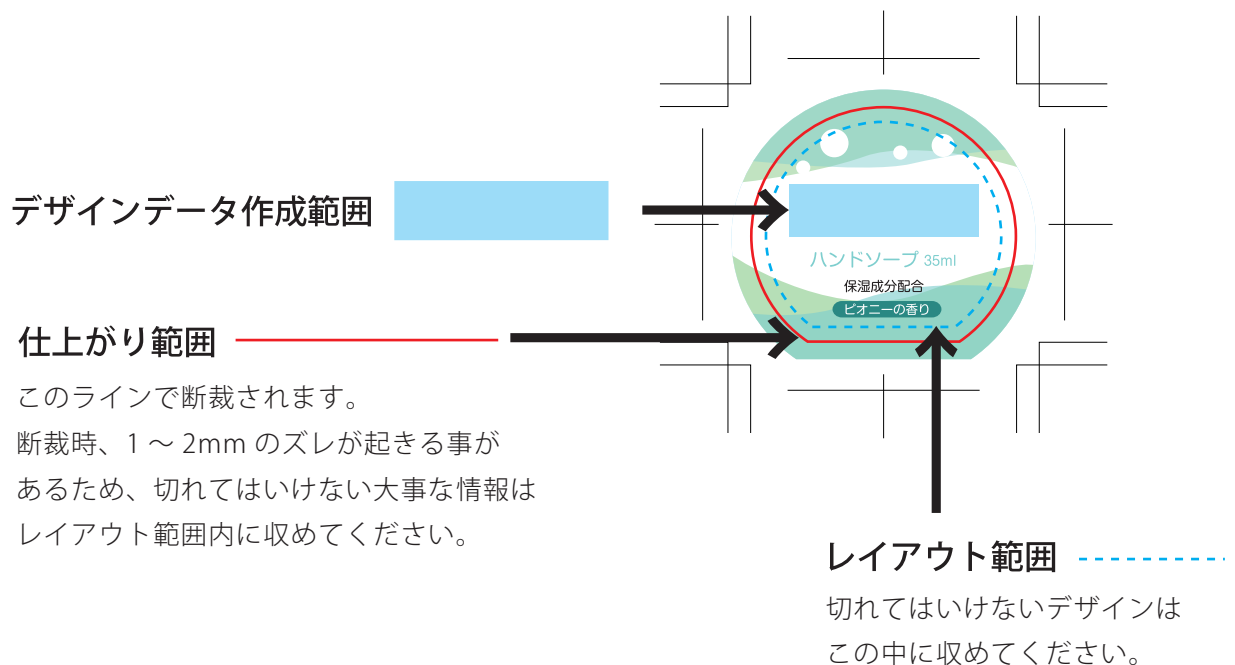 デザインデータ作成範囲
仕上がり範囲
このラインで断裁されます。
断裁時、1 ～ 2mm のズレが起きる事が
あるため、切れてはいけない大事な情報は
レイアウト範囲内に収めてください。
ハンドソープ 35ml
保湿成分配合
ピオニーの香り
レイアウト範囲
切れてはいけないデザインは
この中に収めてください。